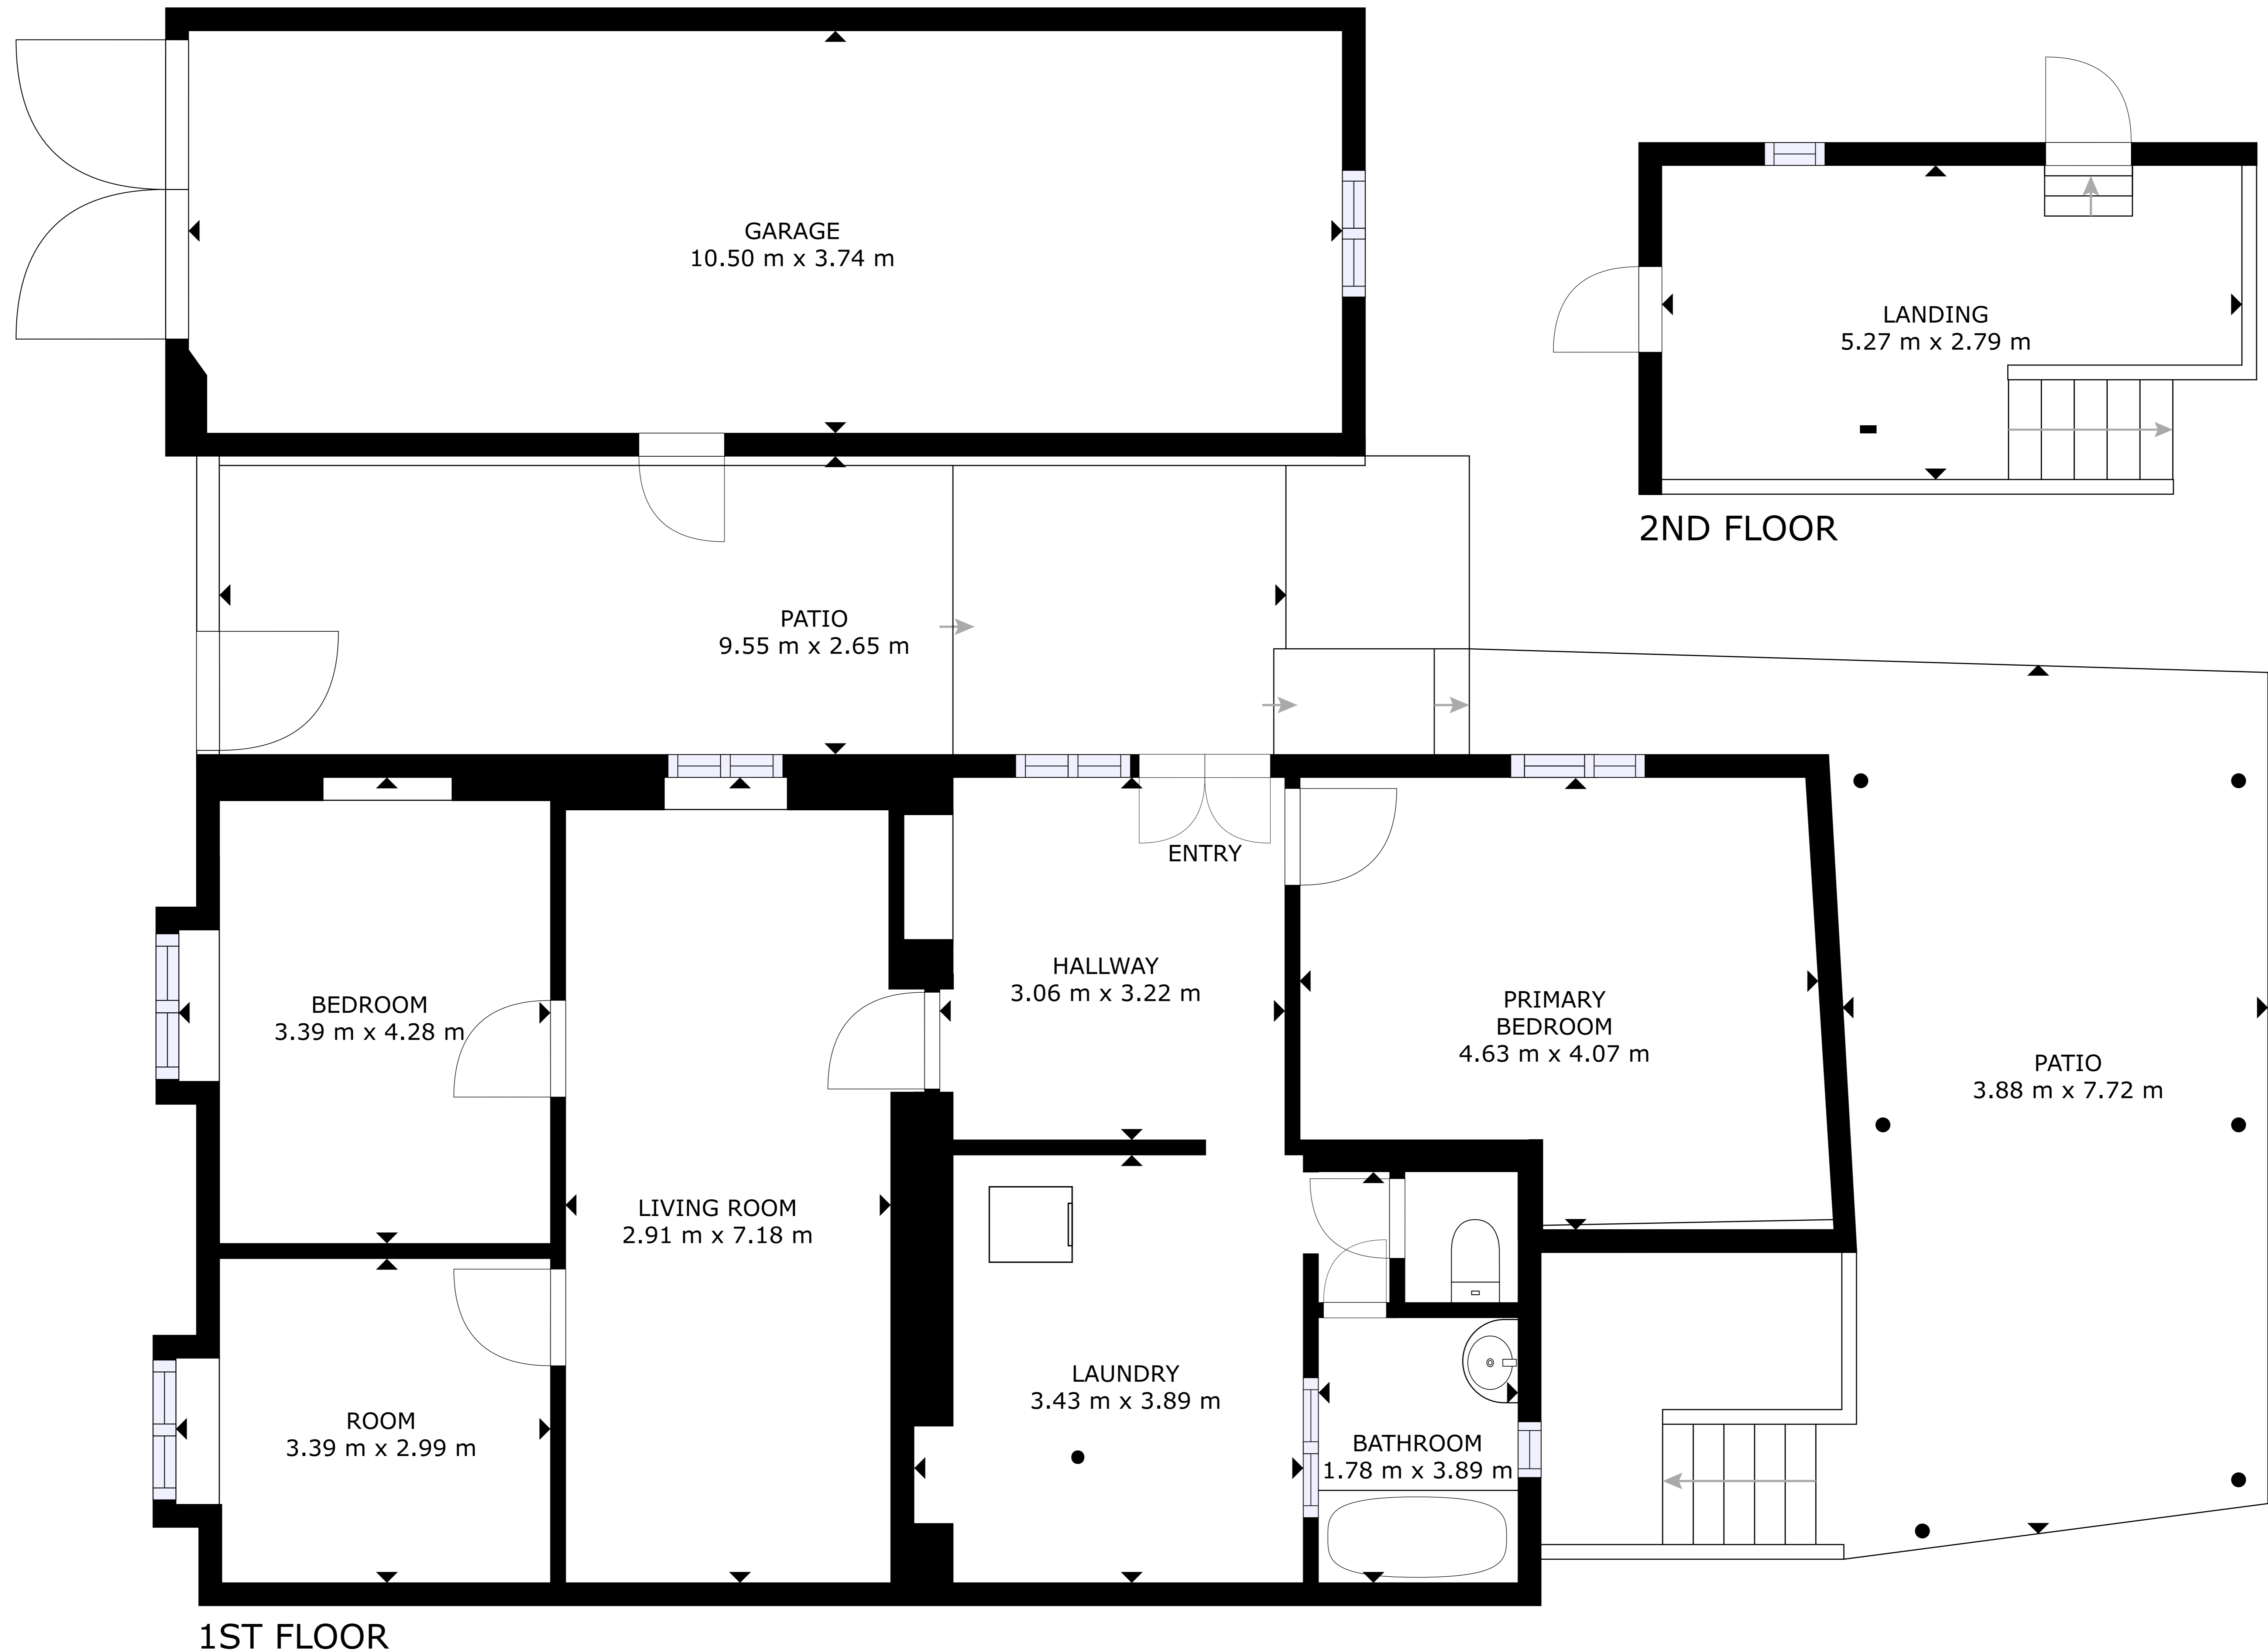 GARAGE
10.50 m x 3.74 m
LANDING
5.27 m x 2.79 m
2ND FLOOR
PATIO
9.55 m x 2.65 m
ENTRY
HALLWAY
3.06 m x 3.22 m
BEDROOM
3.39 m x 4.28 m
PRIMARY
BEDROOM
4.63 m x 4.07 m
PATIO
3.88 m x 7.72 m
LIVING ROOM
2.91 m x 7.18 m
LAUNDRY
3.43 m x 3.89 m
ROOM
3.39 m x 2.99 m
BATHROOM
1.78 m x 3.89 m
1ST FLOOR